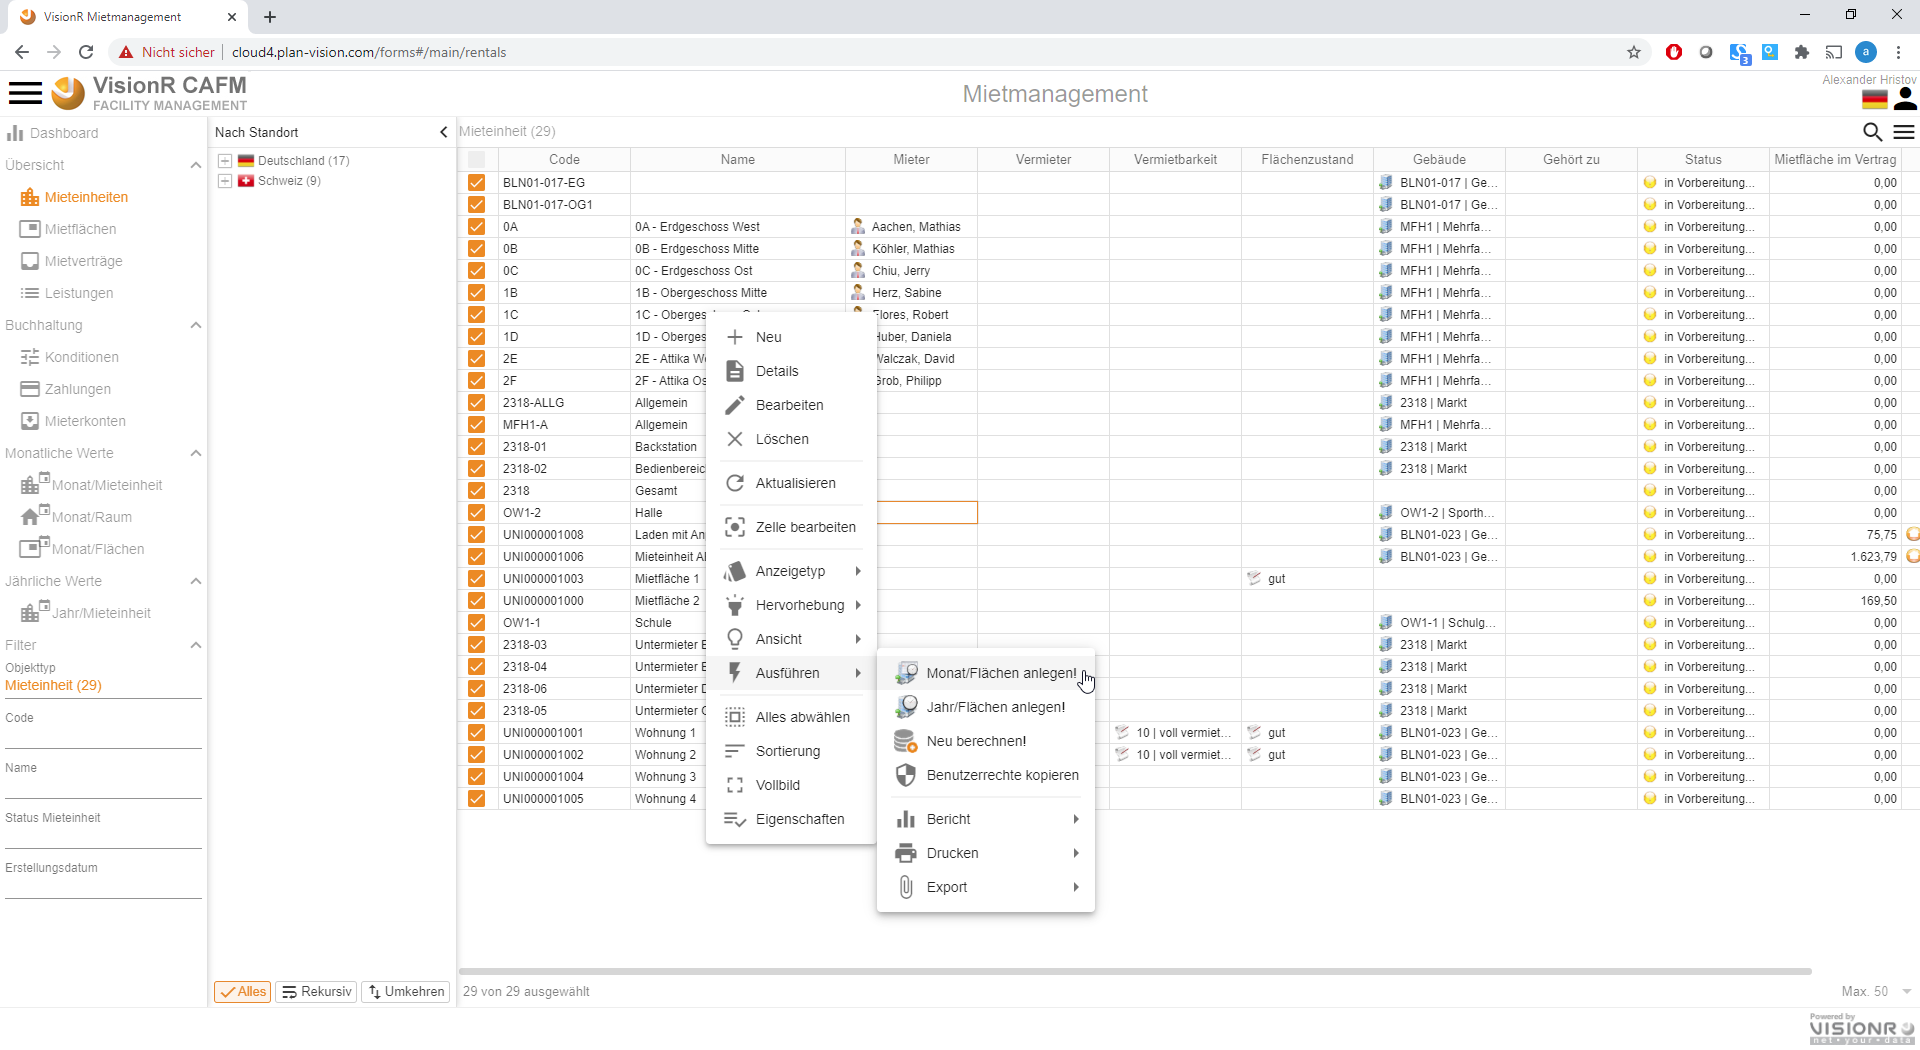 VisionR Mietmanagement
Nicht sicher
cloud4.plan-vision.com/forms#/main/rentals
3
a
VisionR CAFM
FACILITY MANAGEMENT
Mietmanagement
Alexander Hristov
Dashboard
Übersicht
Mieteinheiten
Mietflächen
Mietverträge
Leistungen
Buchhaltung
Konditionen
Zahlungen
Mieterkonten
Monatliche Werte
Monat/Mieteinheit
Monat/Raum
Monat/Flächen
Jährliche Werte
Jahr/Mieteinheit
Filter
Objekttyp
Mieteinheit (29)
Code
Name
Status Mieteinheit
Erstellungsdatum
Nach Standort
Deutschland (17)
Schweiz (9)
Alles
Rekursiv
Umkehren
Mieteinheit (29)
Code Name Mieter Vermieter Vermietbarkeit Flächenzustand Gebäude Gehört zu Status Mietfläche im Vertrag
BLN01-017-EG BLN01-017 | Ge... in Vorbereitung... 0,00
BLN01-017-OG1 BLN01-017 | Ge... in Vorbereitung... 0,00
0A 0A - Erdgeschoss West Aachen, Mathias MFH1 | Mehrfa... in Vorbereitung... 0,00
0B 0B - Erdgeschoss Mitte Köhler, Mathias MFH1 | Mehrfa... in Vorbereitung... 0,00
0C 0C - Erdgeschoss Ost Chiu, Jerry MFH1 | Mehrfa... in Vorbereitung... 0,00
1B 1B - Obergeschoss Mitte Herz, Sabine MFH1 | Mehrfa... in Vorbereitung... 0,00
1C 1C - Oberges Flores, Robert MFH1 | Mehrfa... in Vorbereitung... 0,00
1D 1D - Oberges Huber, Daniela MFH1 | Mehrfa... in Vorbereitung... 0,00
2E 2E - Attika We Walczak, David MFH1 | Mehrfa... in Vorbereitung... 0,00
2F 2F - Attika Os Grob, Philipp MFH1 | Mehrfa... in Vorbereitung... 0,00
2318-ALLG Allgemein 2318 | Markt in Vorbereitung... 0,00
MFH1-A Allgemein MFH1 | Mehrfa... in Vorbereitung... 0,00
2318-01 Backstation 2318 | Markt in Vorbereitung... 0,00
2318-02 Bedienbereic 2318 | Markt in Vorbereitung... 0,00
2318 Gesamt in Vorbereitung... 0,00
OW1-2 Halle OW1-2 | Sporth... in Vorbereitung... 0,00
UNI000001008 Laden mit An BLN01-023 | Ge... in Vorbereitung... 75,75
UNI000001006 Mieteinheit Al BLN01-023 | Ge... in Vorbereitung... 1.623,79
UNI000001003 Mietfläche 1 gut in Vorbereitung... 0,00
UNI000001000 Mietfläche 2 in Vorbereitung... 169,50
OW1-1 Schule OW1-1 | Schulg... in Vorbereitung... 0,00
2318-03 Untermieter 2318 | Markt in Vorbereitung... 0,00
2318-04 Untermieter 2318 | Markt in Vorbereitung... 0,00
2318-06 Untermieter 2318 | Markt in Vorbereitung... 0,00
2318-05 Untermieter 2318 | Markt in Vorbereitung... 0,00
UNI000001001 Wohnung 1 10 | voll vermiet... gut BLN01-023 | Ge... in Vorbereitung... 0,00
UNI000001002 Wohnung 2 10 | voll vermiet... gut BLN01-023 | Ge... in Vorbereitung... 0,00
UNI000001004 Wohnung 3 BLN01-023 | Ge... in Vorbereitung... 0,00
UNI000001005 Wohnung 4 BLN01-023 | Ge... in Vorbereitung... 0,00
Neu
Details
Bearbeiten
Löschen
Aktualisieren
Zelle bearbeiten
Anzeigetyp
Hervorhebung
Ansicht
Ausführen
Alles abwählen
Sortierung
Vollbild
Eigenschaften
Monat/Flächen anlegen!
Jahr/Flächen anlegen!
Neu berechnen!
Benutzerrechte kopieren
Bericht
Drucken
Export
29 von 29 ausgewählt
Max. 50
Powered by
VISIONR
net • your • data